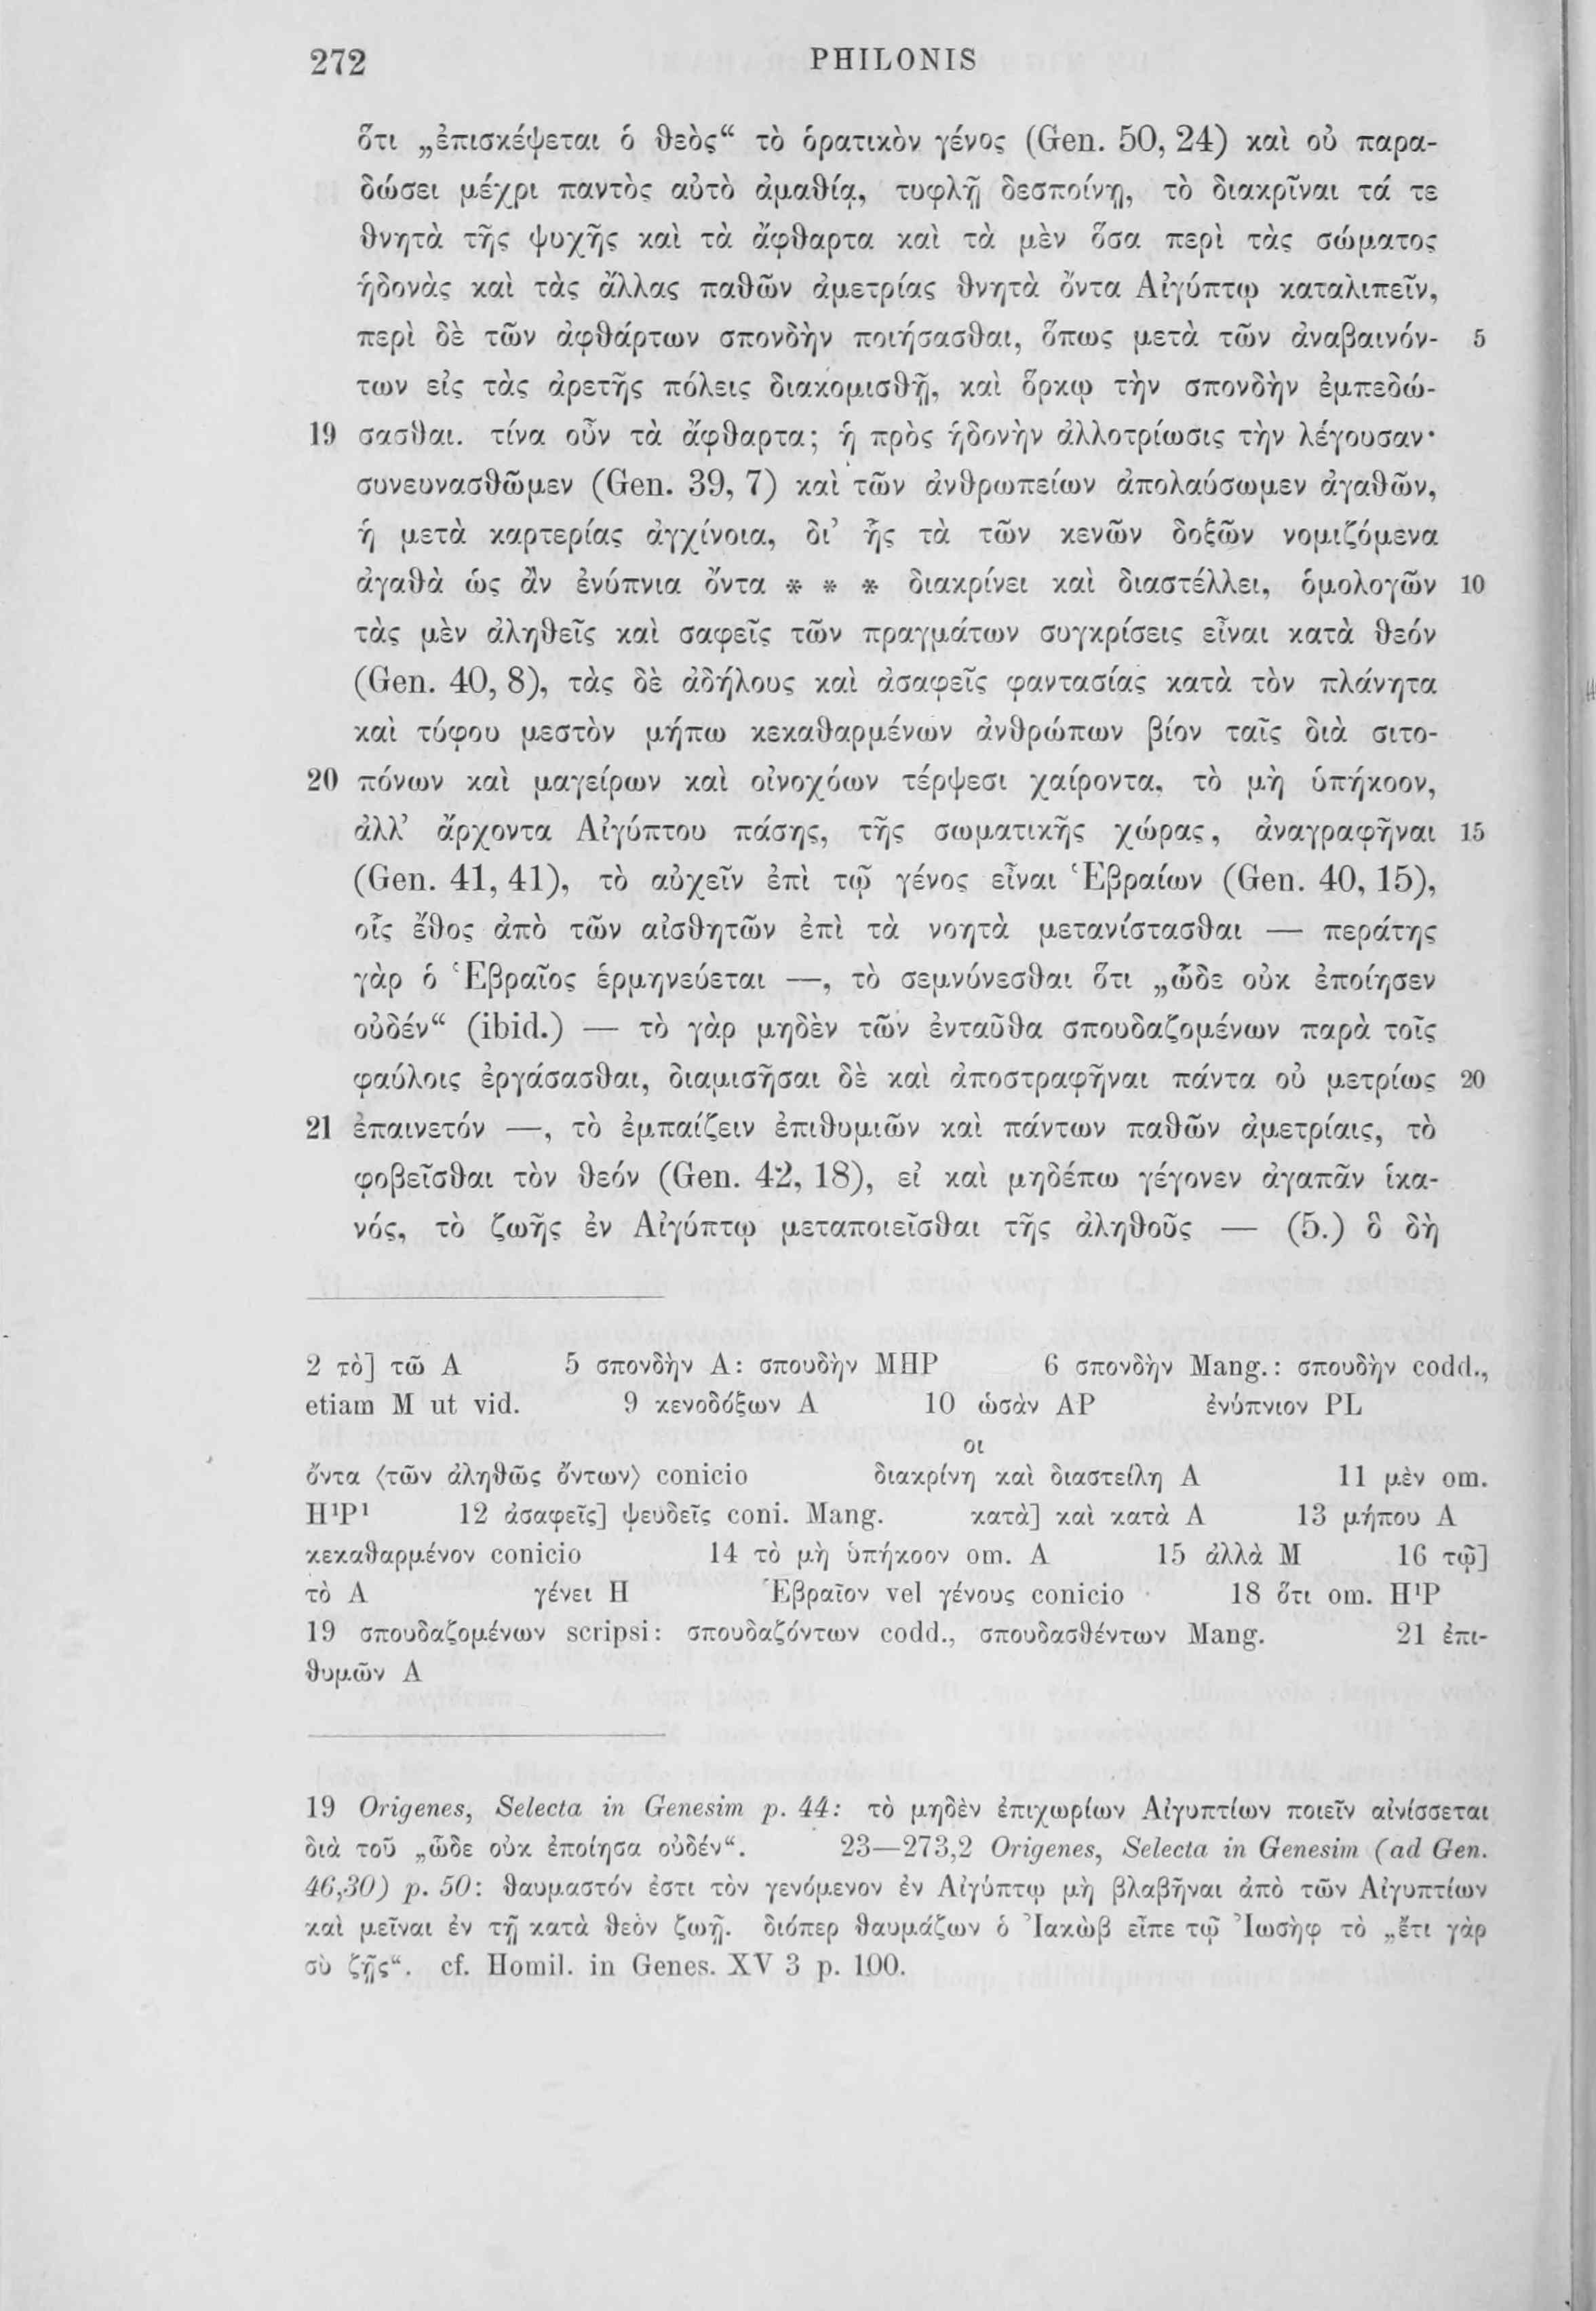 272 PHILONIS
ὅτι „ἐπισκέψεται ὁ θεὸς“ τὸ ὁρατικὸν γένος (Gen. 50, 24) καὶ οὐ παρα-
δώσει μέχρι παντὸς αὐτὸ ἀμαθίᾳ, τυφλῇ δεσποίνῃ, τὸ διακρῖναι τά τε
θνητὰ τῆς ψυχῆς καὶ τὰ ἄφθαρτα καὶ τὰ μὲν ὅσα περὶ τὰς σώματος
ἡδονὰς καὶ τὰς ἄλλας παθῶν ἀμετρίας θνητὰ ὄντα Αἰγύπτῳ καταλιπεῖν,
περὶ δὲ τῶν ἀφθάρτων σπονδὴν ποιήσασθαι, ὅπως μετὰ τῶν ἀναβαινόν- 5
των εἰς τὰς ἀρετῆς πόλεις διακομισθῇ, καὶ ὅρκῳ τὴν σπονδὴν ἐμπεδώ-
19 σασθαι. τίνα οὖν τὰ ἄφθαρτα; ἡ πρὸς ἡδονὴν ἀλλοτρίωσις τὴν λέγουσαν·
συνευνασθῶμεν (Gen. 39, 7) καὶ τῶν ἀνθρωπείων ἀπολαύσωμεν ἀγαθῶν,
ἡ μετὰ καρτερίας ἀγχίνοια, δι’ ἧς τὰ τῶν κενῶν δοξῶν νομιζόμενα
ἀγαθὰ ὡς ἂν ἐνύπνια ὄντα * * * διακρίνει καὶ διαστέλλει, ὁμολογῶν 10
τὰς μὲν ἀληθεῖς καὶ σαφεῖς τῶν πραγμάτων συγκρίσεις εἶναι κατὰ θεόν
(Gen. 40, 8), τὰς δὲ ἀδήλους καὶ ἀσαφεῖς φαντασίας κατὰ τὸν πλάνητα
καὶ τύφου μεστὸν μήπω κεκαθαρμένων ἀνθρώπων βίον ταῖς διὰ σιτο-
20 πόνων καὶ μαγείρων καὶ οἰνοχόων τέρψεσι χαίροντα, τὸ μὴ ὑπήκοον,
ἀλλ’ ἄρχοντα Αἰγύπτου πάσης, τῆς σωματικῆς χώρας, ἀναγραφῆναι 15
(Gen. 41, 41), τὸ αὐχεῖν ἐπὶ τῷ γένος εἶναι Ἑβραίων (Gen. 40, 15),
οἷς ἔθος ἀπὸ τῶν αἰσθητῶν ἐπὶ τὰ νοητὰ μετανίστασθαι — περάτης
γὰρ ὁ Ἑβραῖος ἑρμηνεύεται —, τὸ σεμνύνεσθαι ὅτι „ὧδε οὐκ ἐποίησεν
οὐδέν“ (ibid.) — τὸ γὰρ μηδὲν τῶν ἐνταῦθα σπουδαζομένων παρὰ τοῖς
φαύλοις ἐργάσασθαι, διαμισῆσαι δὲ καὶ ἀποστραφῆναι πάντα οὐ μετρίως 20
21 ἐπαινετόν —, τὸ ἐμπαίζειν ἐπιθυμιῶν καὶ πάντων παθῶν ἀμετρίαις, τὸ
φοβεῖσθαι τὸν θεόν (Gen. 42, 18), εἰ καὶ μηδέπω γέγονεν ἀγαπᾶν ἱκα-
νός, τὸ ζωῆς ἐν Αἰγύπτῳ μεταποιεῖσθαι τῆς ἀληθοῦς — (5.) ὃ δὴ
2 τὸ] τῶ A 5 σπονδὴν A: σπουδὴν MHP 6 σπονδὴν Mang.: σπουδὴν codd.,
etiam M ut vid. 9 κενοδόξων A 10 ὡσὰν AP ἐνύπνιον PL
οι
ὄντα ⟨τῶν ἀληθῶς ὄντων⟩ conicio διακρίνη καὶ διαστείλη A 11 μὲν om.
H¹P¹ 12 ἀσαφεῖς] ψευδεῖς coni. Mang. κατὰ] καὶ κατὰ A 13 μήπου A
κεκαθαρμένον conicio 14 τὸ μὴ ὑπήκοον om. A 15 ἀλλὰ M 16 τῷ]
τὸ A γένει H Ἑβραῖον vel γένους conicio 18 ὅτι om. H¹P
19 σπουδαζομένων scripsi: σπουδαζόντων codd., σπουδασθέντων Mang. 21 ἐπι-
θυμῶν A
19 Origenes, Selecta in Genesim p. 44: τὸ μηδὲν ἐπιχωρίων Αἰγυπτίων ποιεῖν αἰνίσσεται
διὰ τοῦ „ὧδε οὐκ ἐποίησα οὐδέν“. 23—273,2 Origenes, Selecta in Genesim (ad Gen.
46,30) p. 50: θαυμαστόν ἐστι τὸν γενόμενον ἐν Αἰγύπτῳ μὴ βλαβῆναι ἀπὸ τῶν Αἰγυπτίων
καὶ μεῖναι ἐν τῇ κατὰ θεὸν ζωῇ. διόπερ θαυμάζων ὁ Ἰακὼβ εἶπε τῷ Ἰωσὴφ τὸ „ἔτι γὰρ
σὺ ζῇς“. cf. Homil. in Genes. XV 3 p. 100.